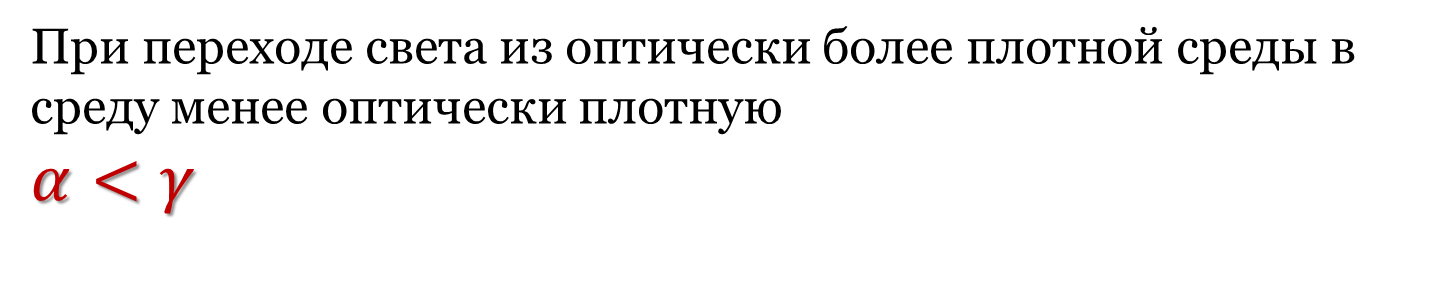 При переходе света из оптически более плотной среды в
среду менее оптически плотную
α < γ